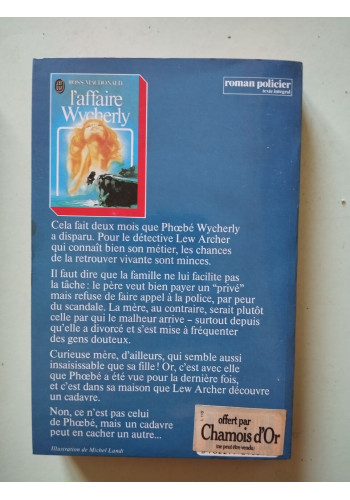 ROSS MACDONALD
l'affaire
Wycherly
roman policier
texte intégral
Cela fait deux mois que Phœbé Wycherly
a disparu. Pour le détective Lew Archer
qui connaît bien son métier, les chances
de la retrouver vivante sont minces.
Il faut dire que la famille ne lui facilite pas
la tâche : le père veut bien payer un "privé"
mais refuse de faire appel à la police, par peur
du scandale. La mère, au contraire, serait plutôt
celle par qui le malheur arrive – surtout depuis
qu'elle a divorcé et s'est mise à fréquenter
des gens douteux.
Curieuse mère, d'ailleurs, qui semble aussi
insaisissable que sa fille ! Or, c'est avec elle
que Phœbé a été vue pour la dernière fois,
et c'est dans sa maison que Lew Archer découvre
un cadavre.
Non, ce n'est pas celui
de Phœbé, mais un cadavre
peut en cacher un autre...
Illustration de Michel Landi
offert par
Chamois d'Or
(ne peut être vendu)